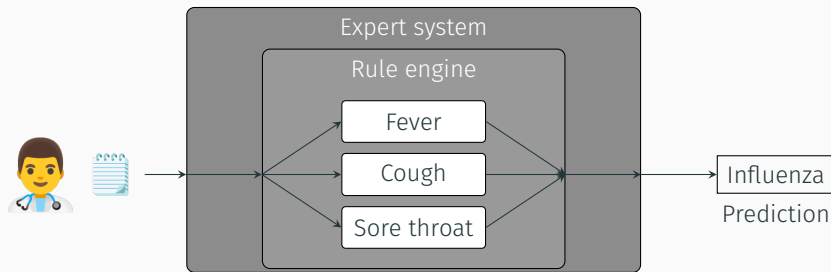 Expert system
Rule engine
Fever
Cough
Sore throat
Influenza
Prediction